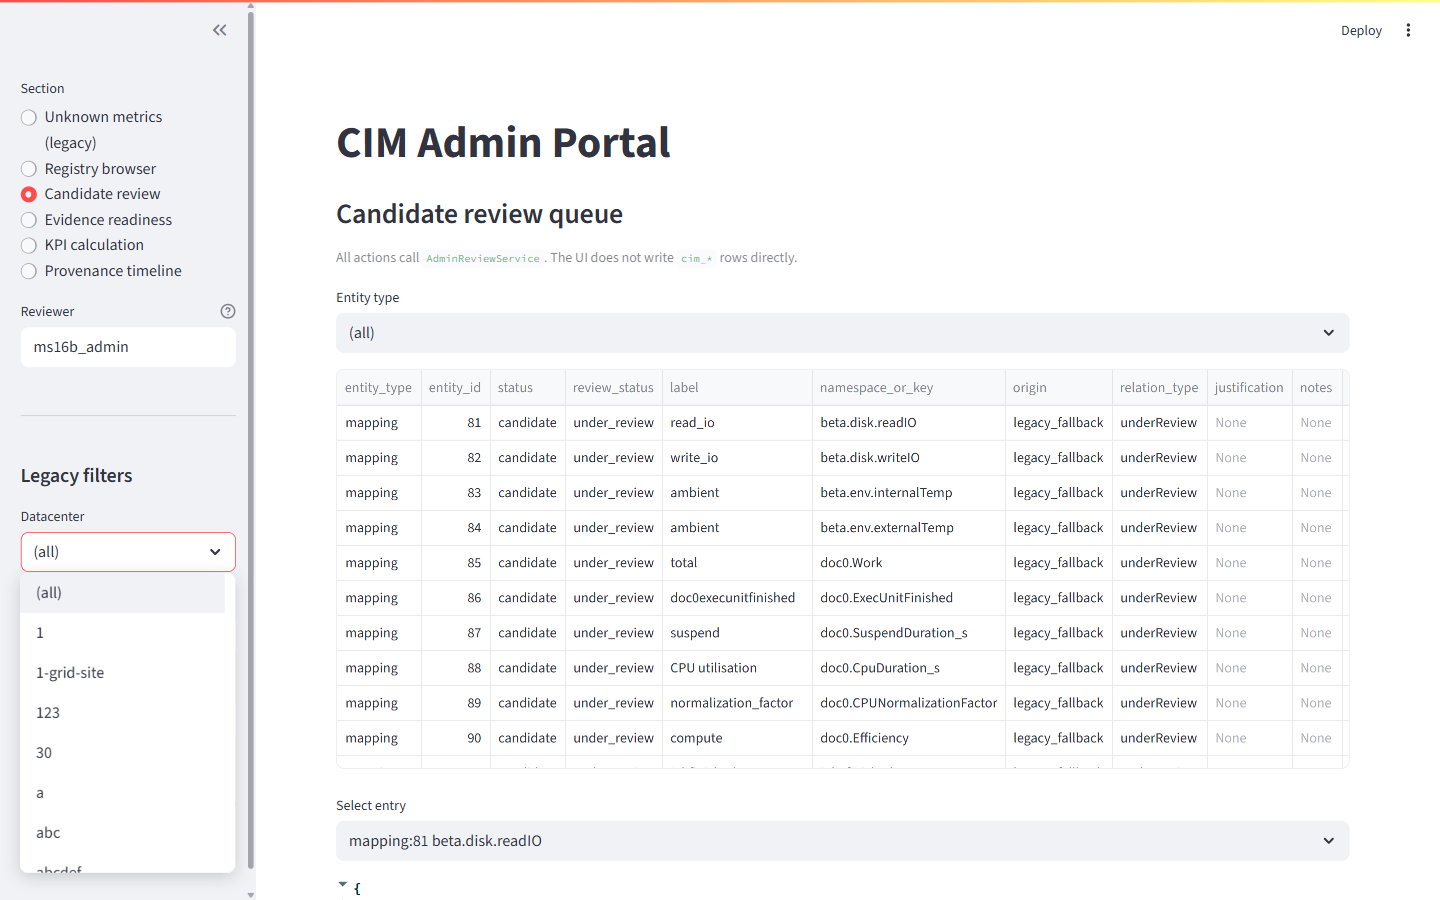 Deploy
Section
Unknown metrics
(legacy)
Registry browser
Candidate review
Evidence readiness
KPI calculation
Provenance timeline
Reviewer
ms16b_admin
Legacy filters
Datacenter
(all)
(all)
1
1-grid-site
123
30
a
abc
abcdef
CIM Admin Portal
Candidate review queue
All actions call AdminReviewService . The UI does not write cim_* rows directly.
Entity type
(all)
entity_type entity_id status review_status label namespace_or_key origin relation_type justification notes
mapping 81 candidate under_review read_io beta.disk.readIO legacy_fallback underReview None None
mapping 82 candidate under_review write_io beta.disk.writeIO legacy_fallback underReview None None
mapping 83 candidate under_review ambient beta.env.internalTemp legacy_fallback underReview None None
mapping 84 candidate under_review ambient beta.env.externalTemp legacy_fallback underReview None None
mapping 85 candidate under_review total doc0.Work legacy_fallback underReview None None
mapping 86 candidate under_review doc0execunitfinished doc0.ExecUnitFinished legacy_fallback underReview None None
mapping 87 candidate under_review suspend doc0.SuspendDuration_s legacy_fallback underReview None None
mapping 88 candidate under_review CPU utilisation doc0.CpuDuration_s legacy_fallback underReview None None
mapping 89 candidate under_review normalization_factor doc0.CPUNormalizationFactor legacy_fallback underReview None None
mapping 90 candidate under_review compute doc0.Efficiency legacy_fallback underReview None None
Select entry
mapping:81 beta.disk.readIO
{